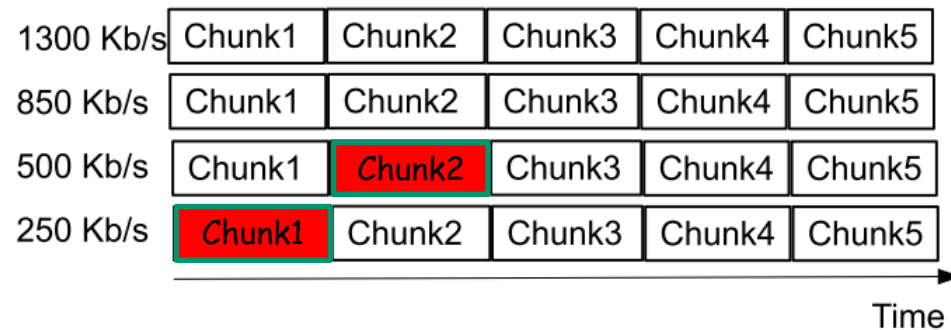 1300 Kb/s Chunk1 Chunk2 Chunk3 Chunk4 Chunk5
850 Kb/s Chunk1 Chunk2 Chunk3 Chunk4 Chunk5
500 Kb/s Chunk1 Chunk2 Chunk3 Chunk4 Chunk5
250 Kb/s Chunk1 Chunk2 Chunk3 Chunk4 Chunk5
Time